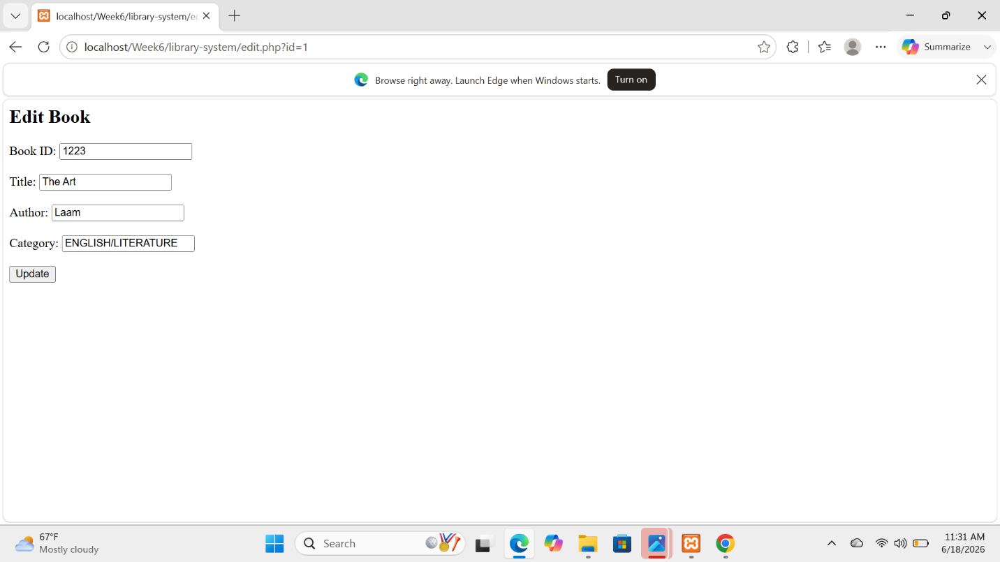 localhost/Week6/library-system/ed
localhost/Week6/library-system/edit.php?id=1
Summarize
Browse right away. Launch Edge when Windows starts.
Turn on
Edit Book
Book ID: 1223
Title: The Art
Author: Laam
Category: ENGLISH/LITERATURE
Update
67°F
Mostly cloudy
Search
11:31 AM
6/18/2026